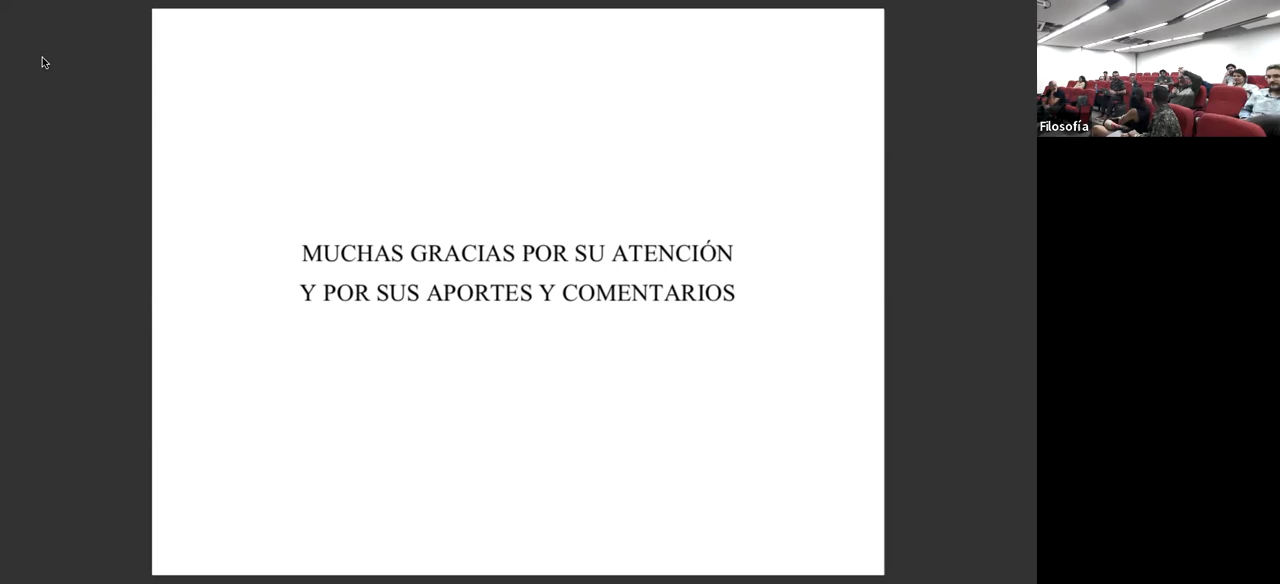 MUCHAS GRACIAS POR SU ATENCIÓN
Y POR SUS APORTES Y COMENTARIOS
Filosofía